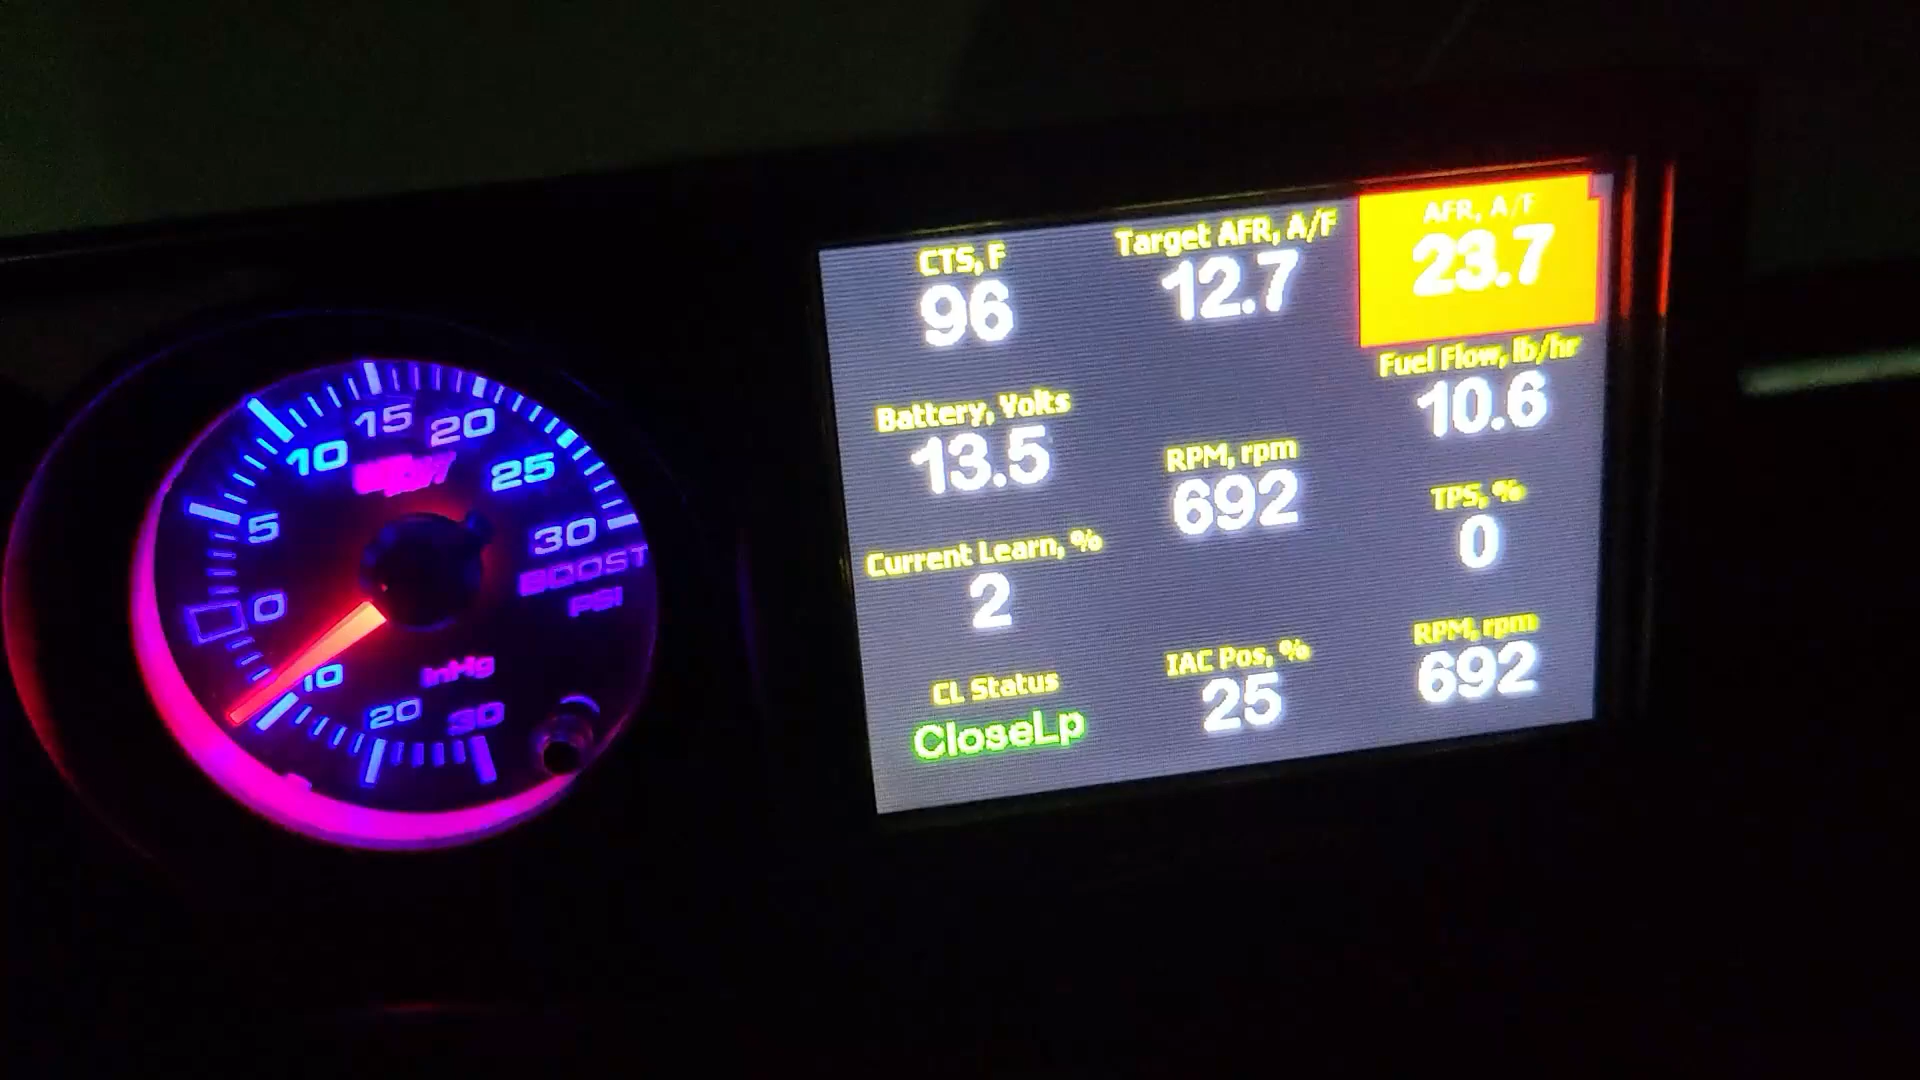 15
20
10
25
5
30
BOOST
PSI
0
10
inHg
20
30
CTS, F
96
Target AFR, A/F
12.7
AFR, A/F
23.7
Battery, Volts
13.5
RPM, rpm
692
Fuel Flow, lb/hr
10.6
Current Learn, %
2
TPS, %
0
CL Status
CloseLp
IAC Pos, %
25
RPM, rpm
692